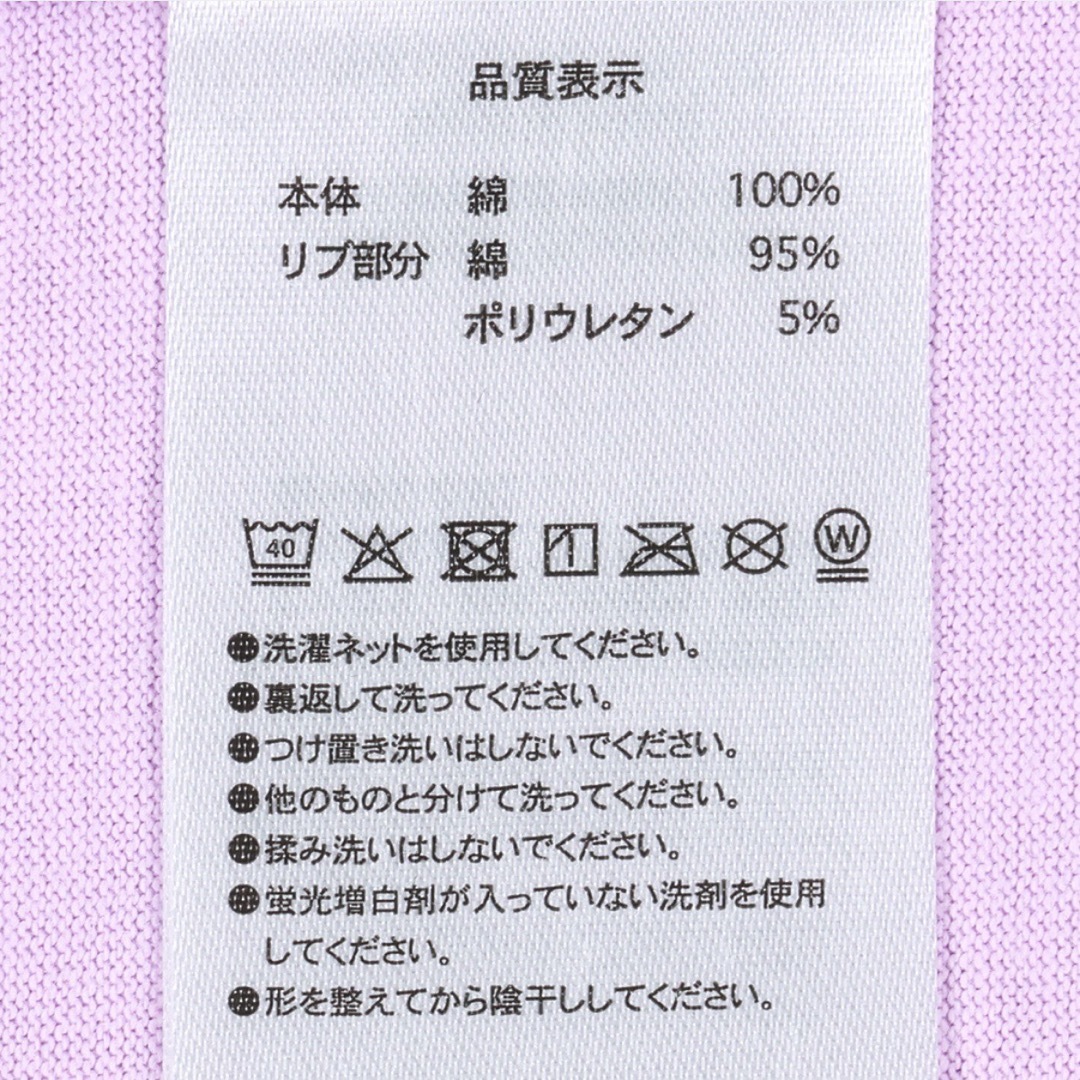 品質表示
本体 綿 100%
リブ部分 綿 95%
ポリウレタン 5%
40 W
●洗濯ネットを使用してください。
●裏返して洗ってください。
●つけ置き洗いはしないでください。
●他のものと分けて洗ってください。
●揉み洗いはしないでください。
●蛍光増白剤が入っていない洗剤を使用
してください。
●形を整えてから陰干ししてください。